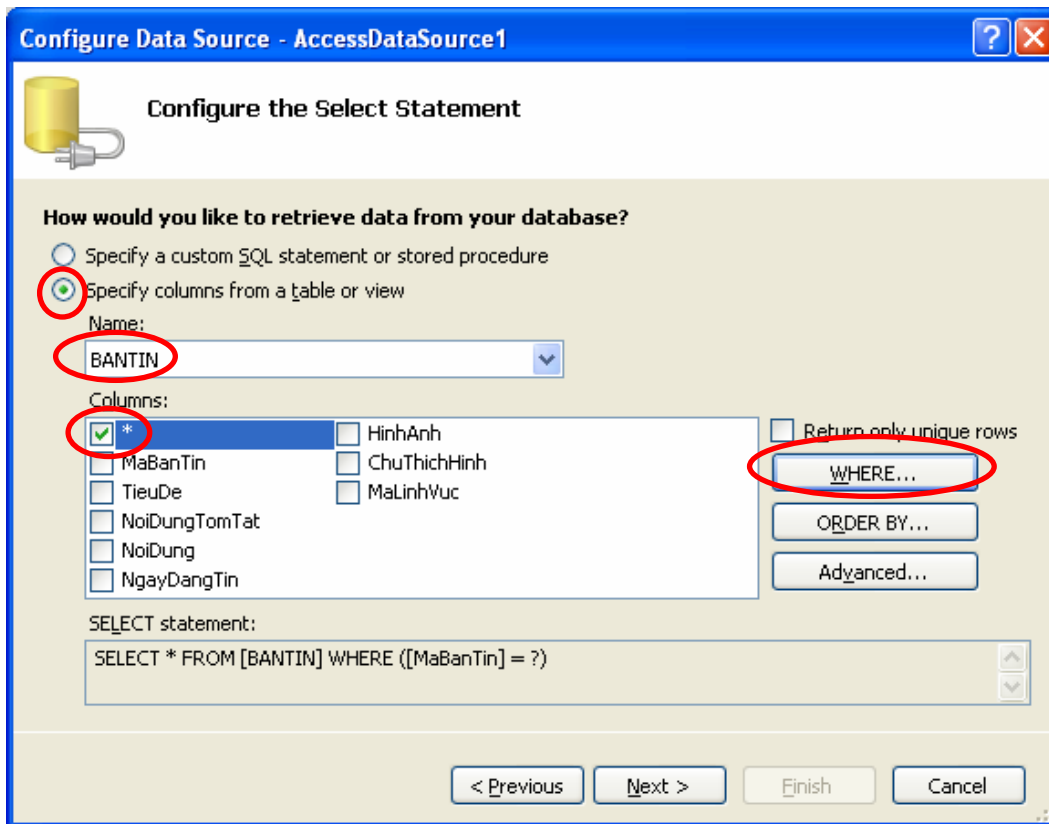 Configure Data Source - AccessDataSource1
Configure the Select Statement
How would you like to retrieve data from your database?
Specify a custom SQL statement or stored procedure
Specify columns from a table or view
Name:
BANTIN
Columns:
*
MaBanTin
TieuDe
NoiDungTomTat
NoiDung
NgayDangTin
HinhAnh
ChuThichHinh
MaLinhVuc
Return only unique rows
WHERE...
ORDER BY...
Advanced...
SELECT statement:
SELECT * FROM [BANTIN] WHERE ([MaBanTin] = ?)
< Previous
Next >
Finish
Cancel